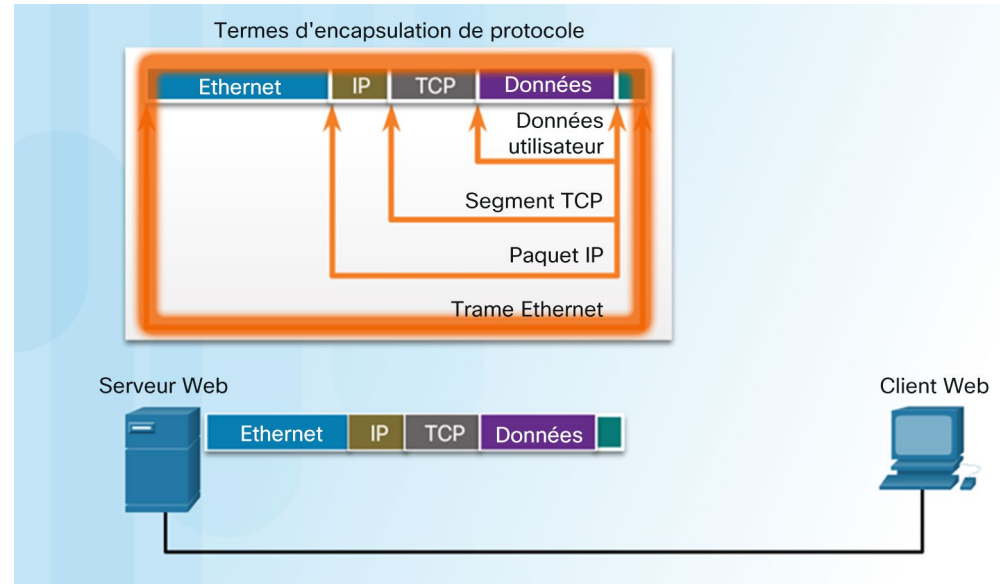 Termes d'encapsulation de protocole
Ethernet IP TCP Données
Données
utilisateur
Segment TCP
Paquet IP
Trame Ethernet
Serveur Web
Client Web
Ethernet IP TCP Données